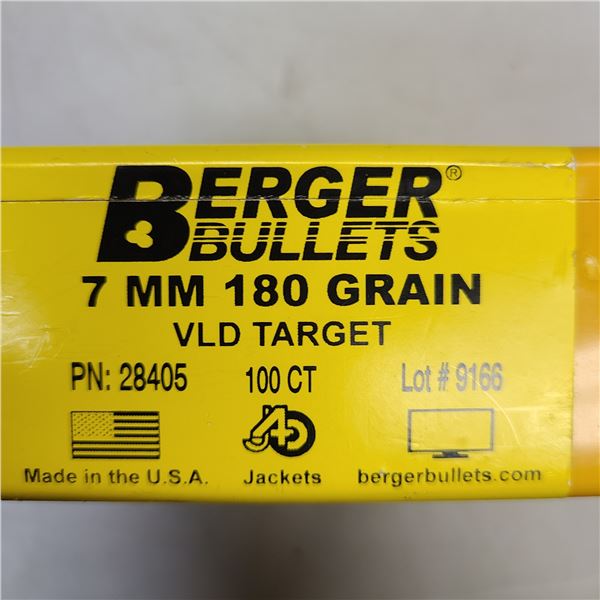 BERGER®
BULLETS
7 MM 180 GRAIN
VLD TARGET
PN: 28405 100 CT Lot # 9166
Made in the U.S.A. Jackets bergerbullets.com